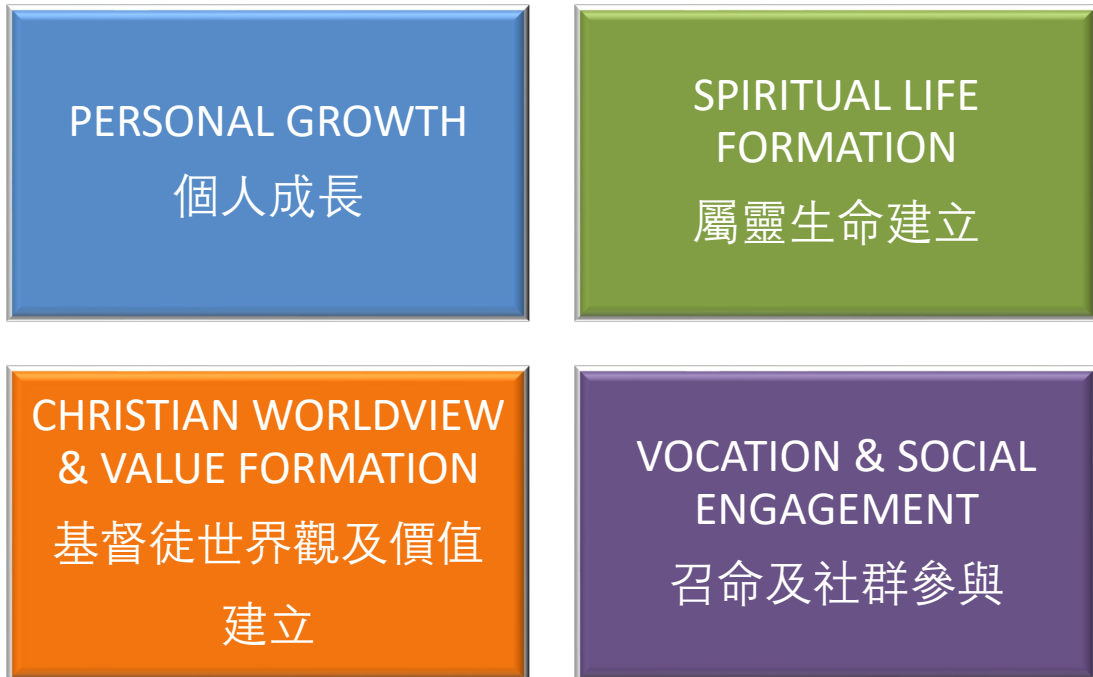 PERSONAL GROWTH
個人成長
SPIRITUAL LIFE
FORMATION
屬靈生命建立
CHRISTIAN WORLDVIEW
& VALUE FORMATION
基督徒世界觀及價值
建立
VOCATION & SOCIAL
ENGAGEMENT
召命及社群參與